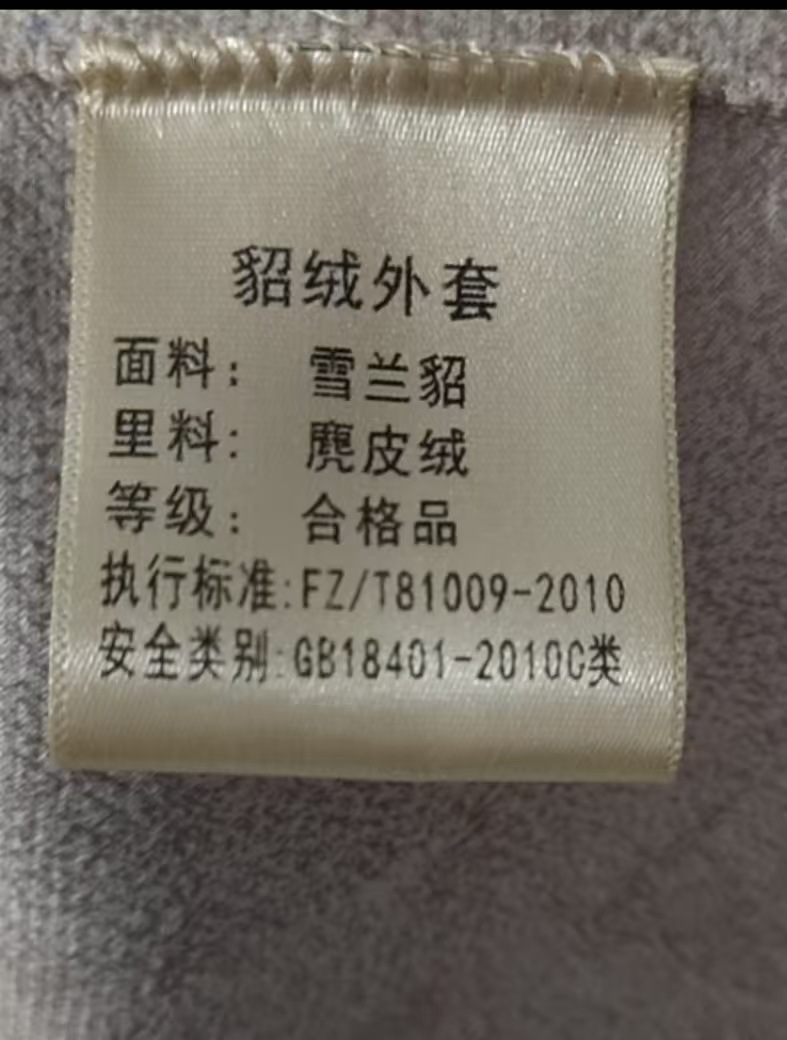 貂绒外套
面料： 雪兰貂
里料： 麂皮绒
等级： 合格品
执行标准:FZ/T81009-2010
安全类别:GB18401-2010C类